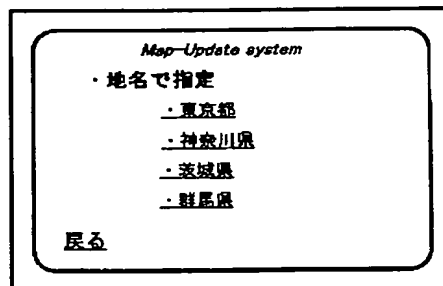 Map-Update system
・地名で指定
・東京都
・神奈川県
・茨城県
・群馬県
戻る